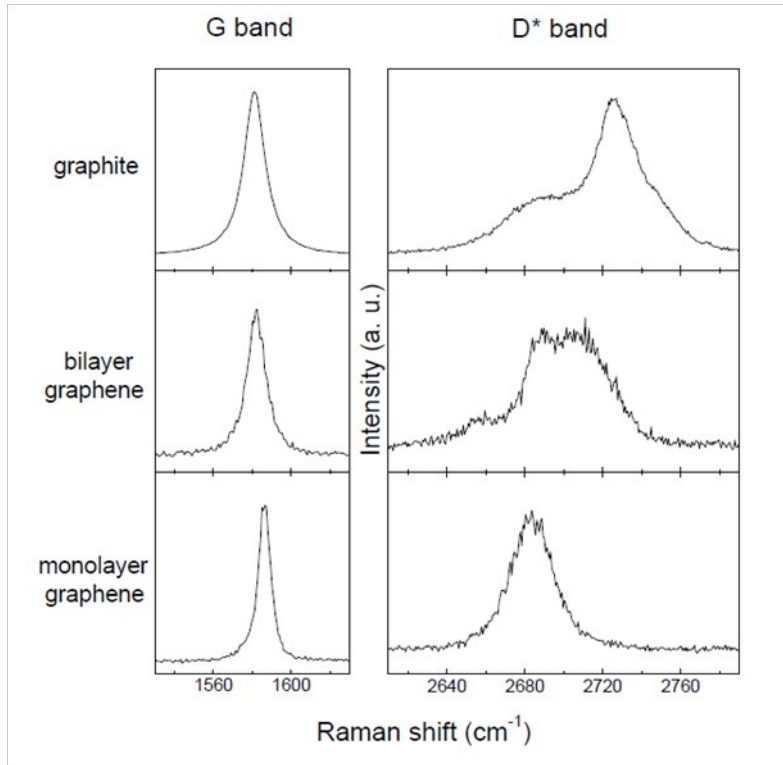 G band
D* band
graphite
bilayer
graphene
monolayer
graphene
Intensity (a. u.)
1560
1600
2640
2680
2720
2760
Raman shift (cm⁻¹)